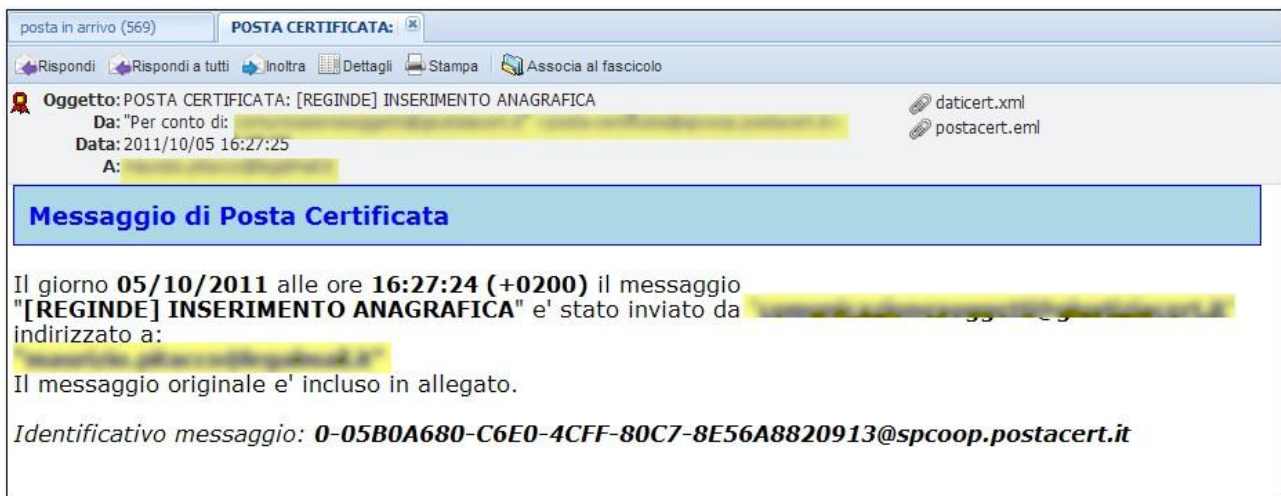 posta in arrivo (569) POSTA CERTIFICATA:
Rispondi Rispondi a tutti Inoltra Dettagli Stampa Associa al fascicolo
Oggetto: POSTA CERTIFICATA: [REGINDE] INSERIMENTO ANAGRAFICA daticert.xml
Da: "Per conto di: postacert.eml
Data: 2011/10/05 16:27:25
A:
Messaggio di Posta Certificata
Il giorno 05/10/2011 alle ore 16:27:24 (+0200) il messaggio
"[REGINDE] INSERIMENTO ANAGRAFICA" e' stato inviato da
indirizzato a:
Il messaggio originale e' incluso in allegato.
Identificativo messaggio: 0-05B0A680-C6E0-4CFF-80C7-8E56A8820913@spcoop.postacert.it